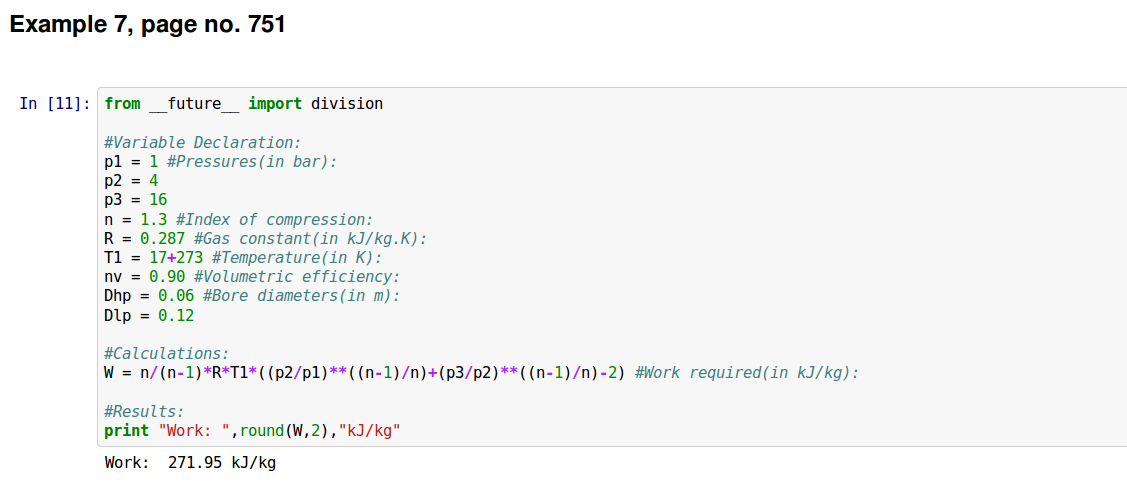 Example 7, page no. 751
In [11]: from __future__ import division
#Variable Declaration:
p1 = 1 #Pressures(in bar):
p2 = 4
p3 = 16
n = 1.3 #Index of compression:
R = 0.287 #Gas constant(in kJ/kg.K):
T1 = 17+273 #Temperature(in K):
nv = 0.90 #Volumetric efficiency:
Dhp = 0.06 #Bore diameters(in m):
Dlp = 0.12
#Calculations:
W = n/(n-1)*R*T1*((p2/p1)**((n-1)/n)+(p3/p2)**((n-1)/n)-2) #Work required(in kJ/kg):
#Results:
print "Work: ",round(W,2),"kJ/kg"
Work:  271.95 kJ/kg